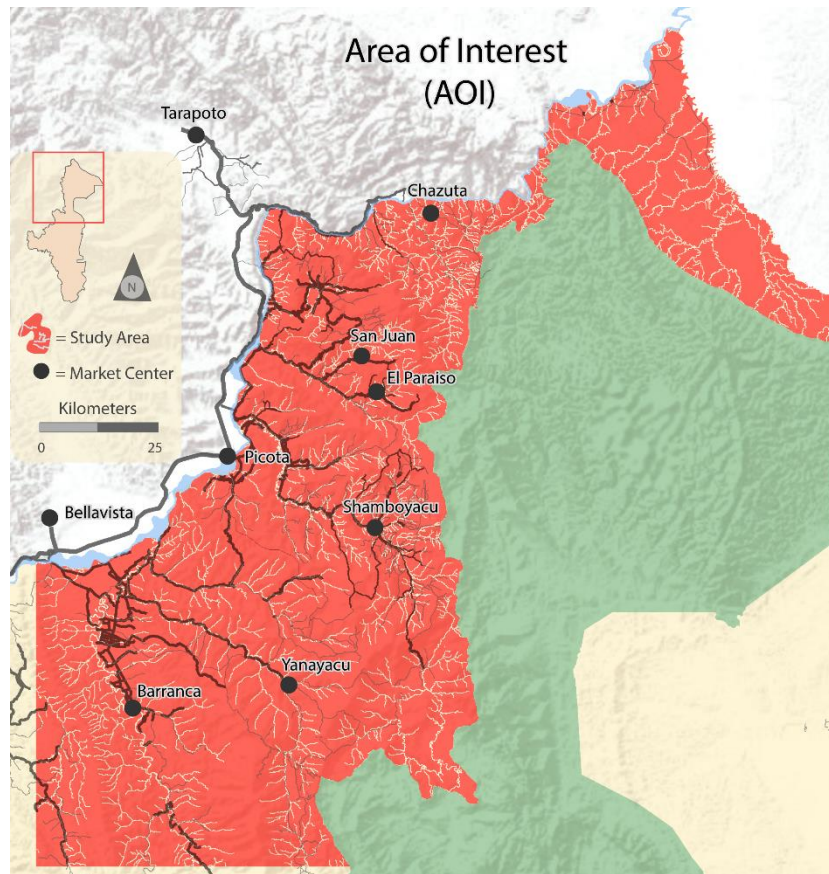 Area of Interest
(AOI)
Tarapoto
Chazuta
N
= Study Area
San Juan
= Market Center
El Paraiso
Kilometers
0 25
Picota
Bellavista
Shamboyacu
Yanayacu
Barranca